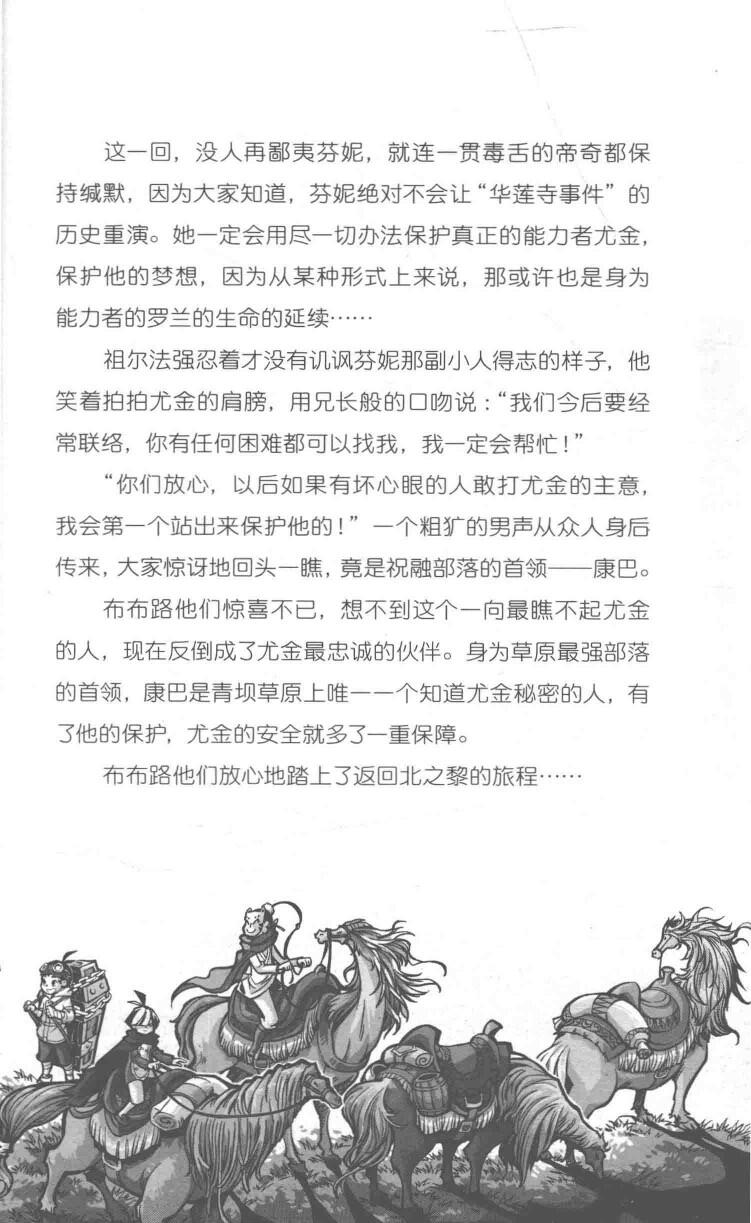 这一回，没人再鄙夷芬妮，就连一贯毒舌的帝奇都保
持缄默，因为大家知道，芬妮绝对不会让“华莲寺事件”的
历史重演。她一定会用尽一切办法保护真正的能力者尤金，
保护他的梦想，因为从某种形式上来说，那或许也是身为
能力者的罗兰的生命的延续……
祖尔法强忍着才没有讥讽芬妮那副小人得志的样子，他
笑着拍拍尤金的肩膀，用兄长般的口吻说：“我们今后要经
常联络，你有任何困难都可以找我，我一定会帮忙！”
“你们放心，以后如果有坏心眼的人敢打尤金的主意，
我会第一个站出来保护他的！”一个粗犷的男声从众人身后
传来，大家惊讶地回头一瞧，竟是祝融部落的首领——康巴。
布布路他们惊喜不已，想不到这个一向最瞧不起尤金
的人，现在反倒成了尤金最忠诚的伙伴。身为草原最强部落
的首领，康巴是青坝草原上唯一一个知道尤金秘密的人，有
了他的保护，尤金的安全就多了一重保障。
布布路他们放心地踏上了返回北之黎的旅程……